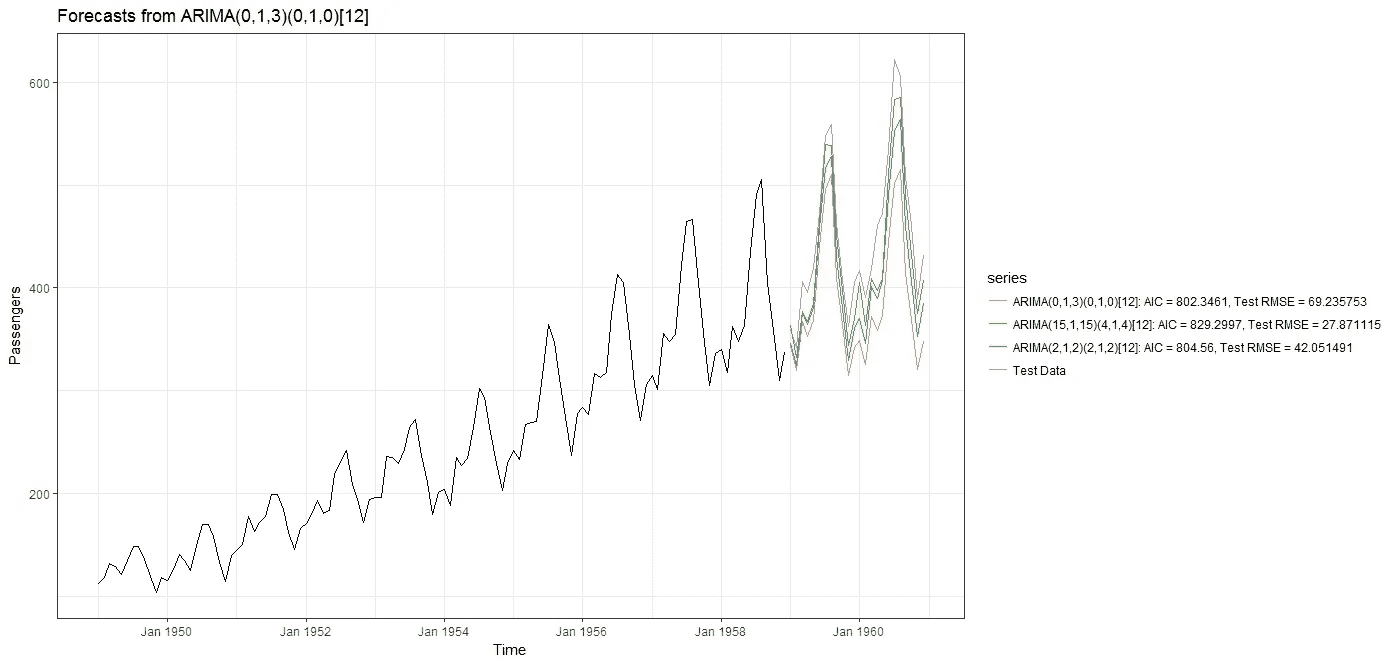 Forecasts from ARIMA(0,1,3)(0,1,0)[12]
600
400
200
Passengers
Jan 1950
Jan 1952
Jan 1954
Jan 1956
Jan 1958
Jan 1960
Time
series
ARIMA(0,1,3)(0,1,0)[12]: AIC = 802.3461, Test RMSE = 69.235753
ARIMA(15,1,15)(4,1,4)[12]: AIC = 829.2997, Test RMSE = 27.871115
ARIMA(2,1,2)(2,1,2)[12]: AIC = 804.56, Test RMSE = 42.051491
Test Data